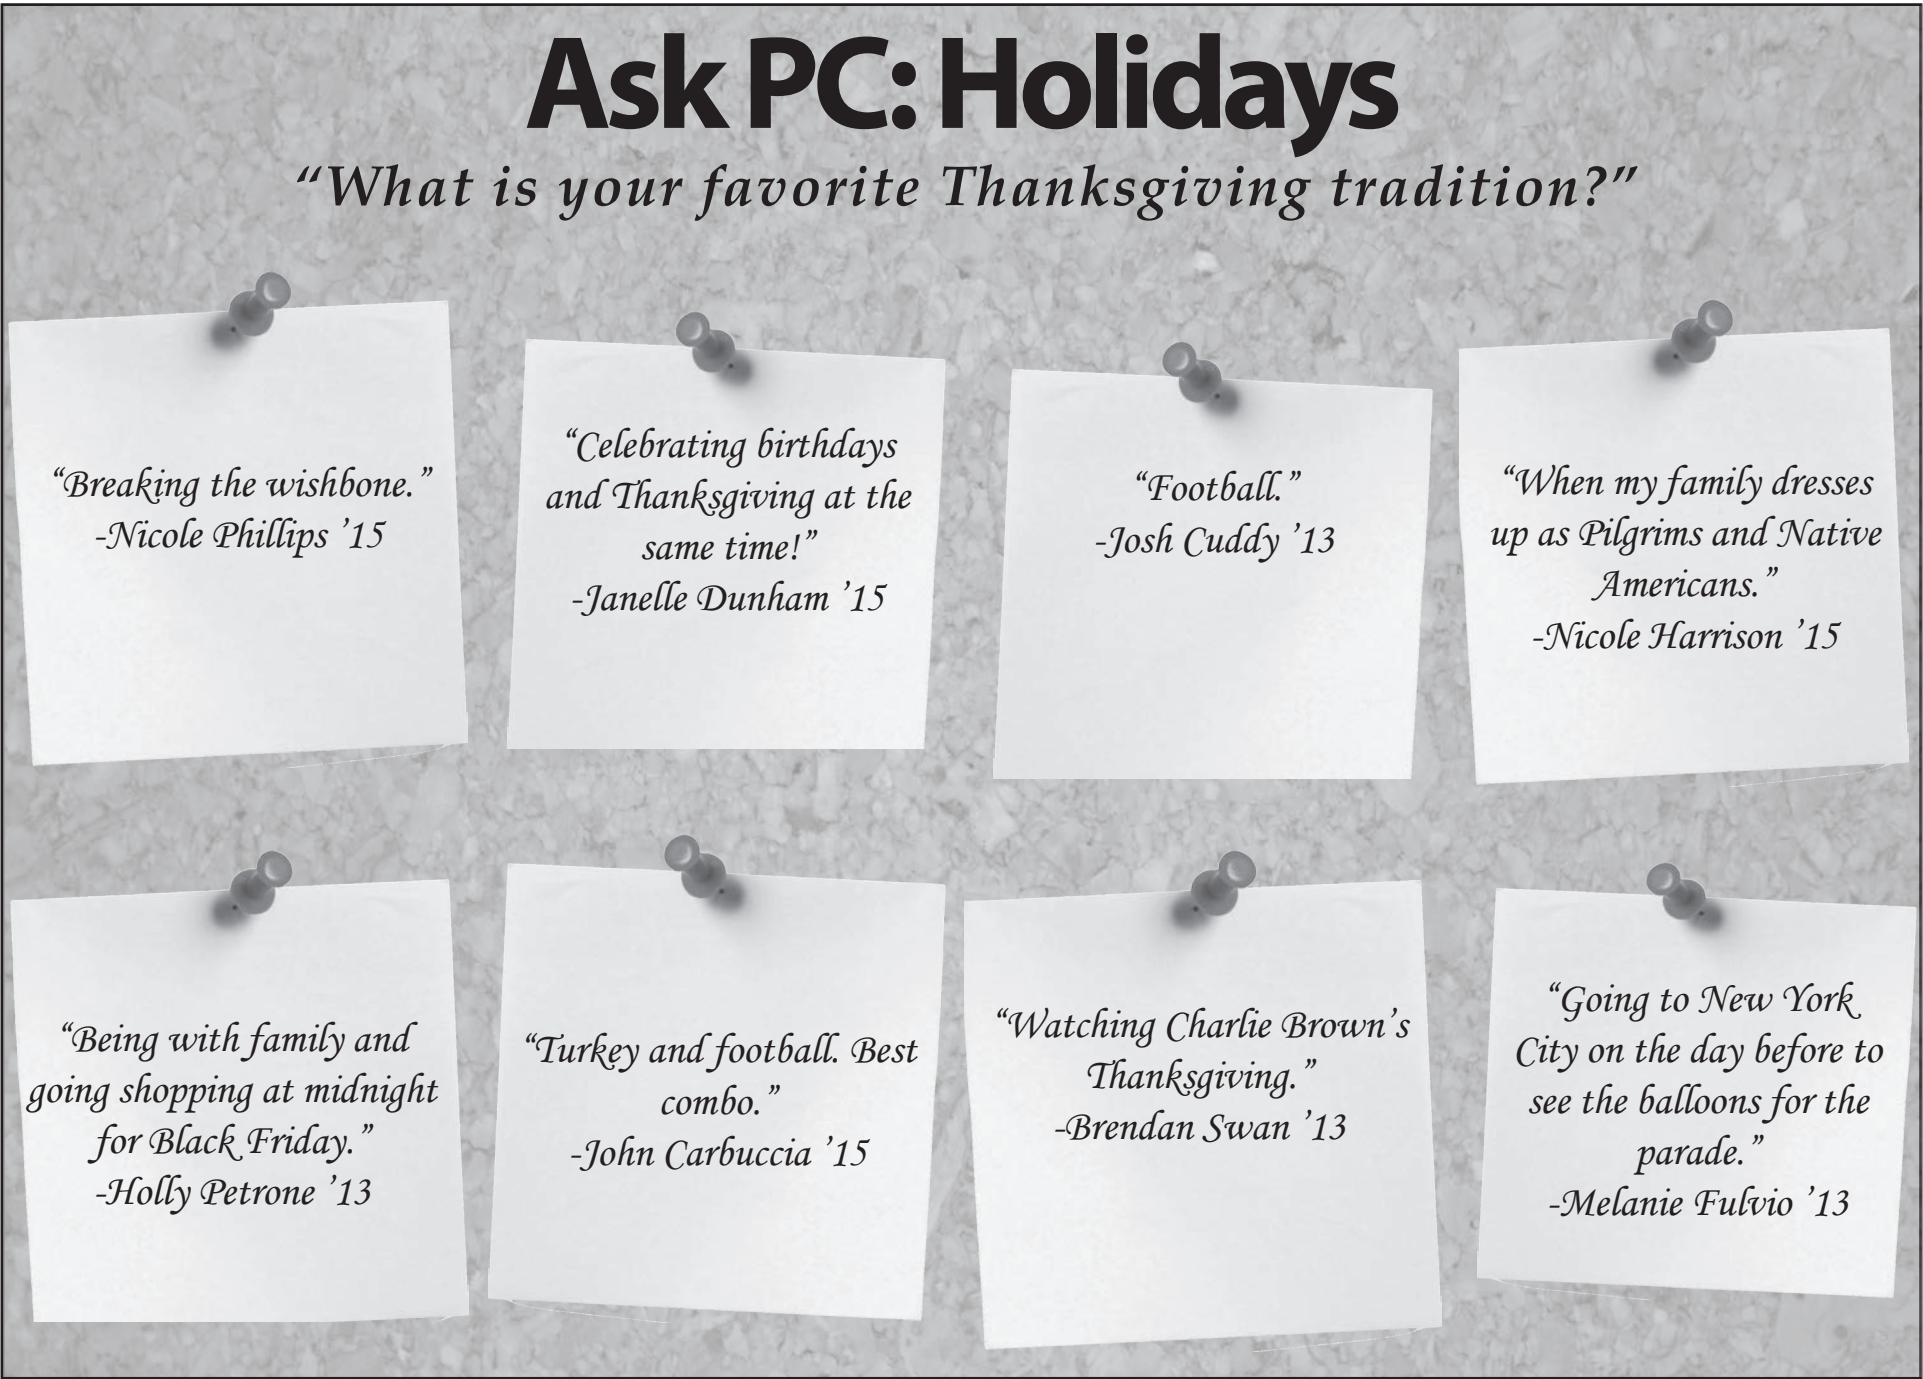 Ask PC: Holidays
“What is your favorite Thanksgiving tradition?”
“Breaking the wishbone.”
-Nicole Phillips ’15
“Celebrating birthdays
and Thanksgiving at the
same time!”
-Janelle Dunham ’15
“Football.”
-Josh Cuddy ’13
“When my family dresses
up as Pilgrims and Native
Americans.”
-Nicole Harrison ’15
“Being with family and
going shopping at midnight
for Black Friday.”
-Holly Petrone ’13
“Turkey and football. Best
combo.”
-John Carbuccia ’15
“Watching Charlie Brown’s
Thanksgiving.”
-Brendan Swan ’13
“Going to New York
City on the day before to
see the balloons for the
parade.”
-Melanie Fulvio ’13